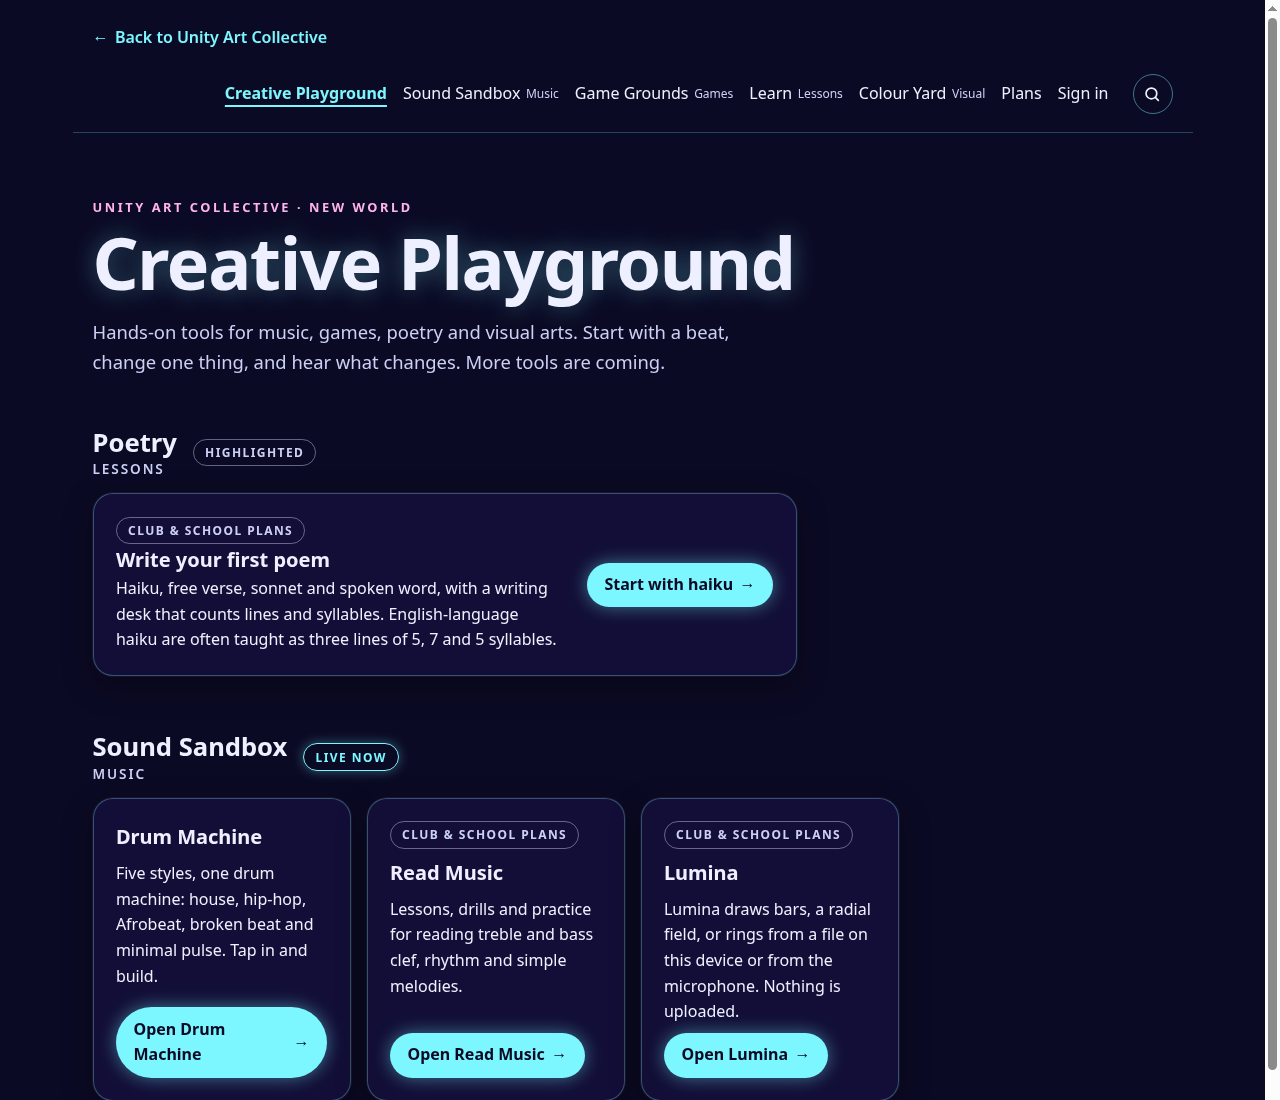 ← Back to Unity Art Collective
Creative Playground Sound Sandbox Music Game Grounds Games Learn Lessons Colour Yard Visual Plans Sign in
UNITY ART COLLECTIVE · NEW WORLD
Creative Playground
Hands-on tools for music, games, poetry and visual arts. Start with a beat,
change one thing, and hear what changes. More tools are coming.
Poetry
LESSONS
HIGHLIGHTED
CLUB & SCHOOL PLANS
Write your first poem
Haiku, free verse, sonnet and spoken word, with a writing
desk that counts lines and syllables. English-language
haiku are often taught as three lines of 5, 7 and 5 syllables.
Start with haiku →
Sound Sandbox
MUSIC
LIVE NOW
Drum Machine
Five styles, one drum
machine: house, hip-hop,
Afrobeat, broken beat and
minimal pulse. Tap in and
build.
Open Drum
Machine →
CLUB & SCHOOL PLANS
Read Music
Lessons, drills and practice
for reading treble and bass
clef, rhythm and simple
melodies.
Open Read Music →
CLUB & SCHOOL PLANS
Lumina
Lumina draws bars, a radial
field, or rings from a file on
this device or from the
microphone. Nothing is
uploaded.
Open Lumina →